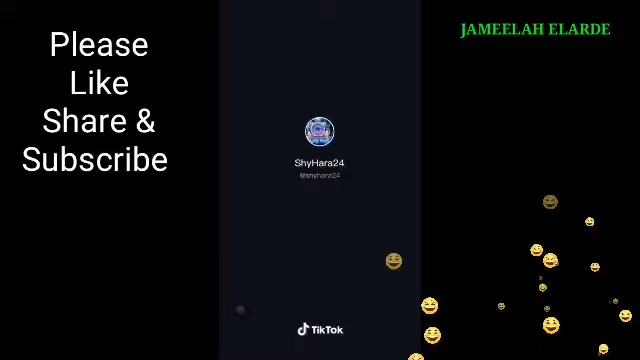 Please
Like
Share &
Subscribe
JAMEELAH ELARDE
ShyHara24
@shyhara24
TikTok